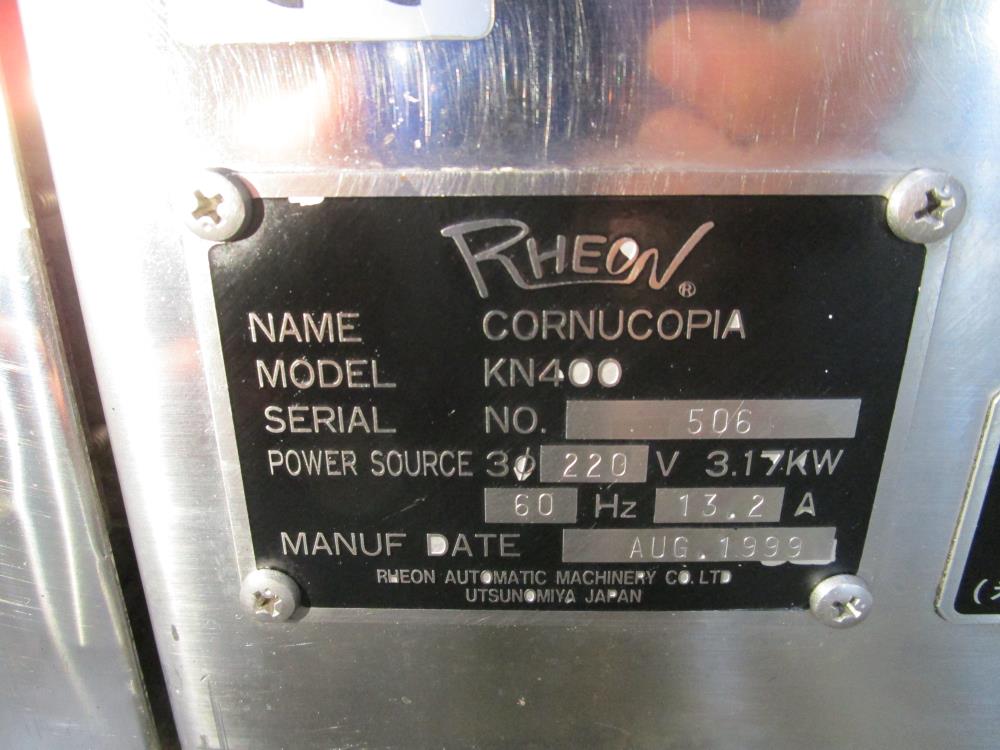 RHEON®
NAME CORNUCOPIA
MODEL KN400
SERIAL NO. 506
POWER SOURCE 3φ 220 V 3.17KW
60 Hz 13.2 A
MANUF DATE AUG.1999
RHEON AUTOMATIC MACHINERY CO. LTD
UTSUNOMIYA JAPAN